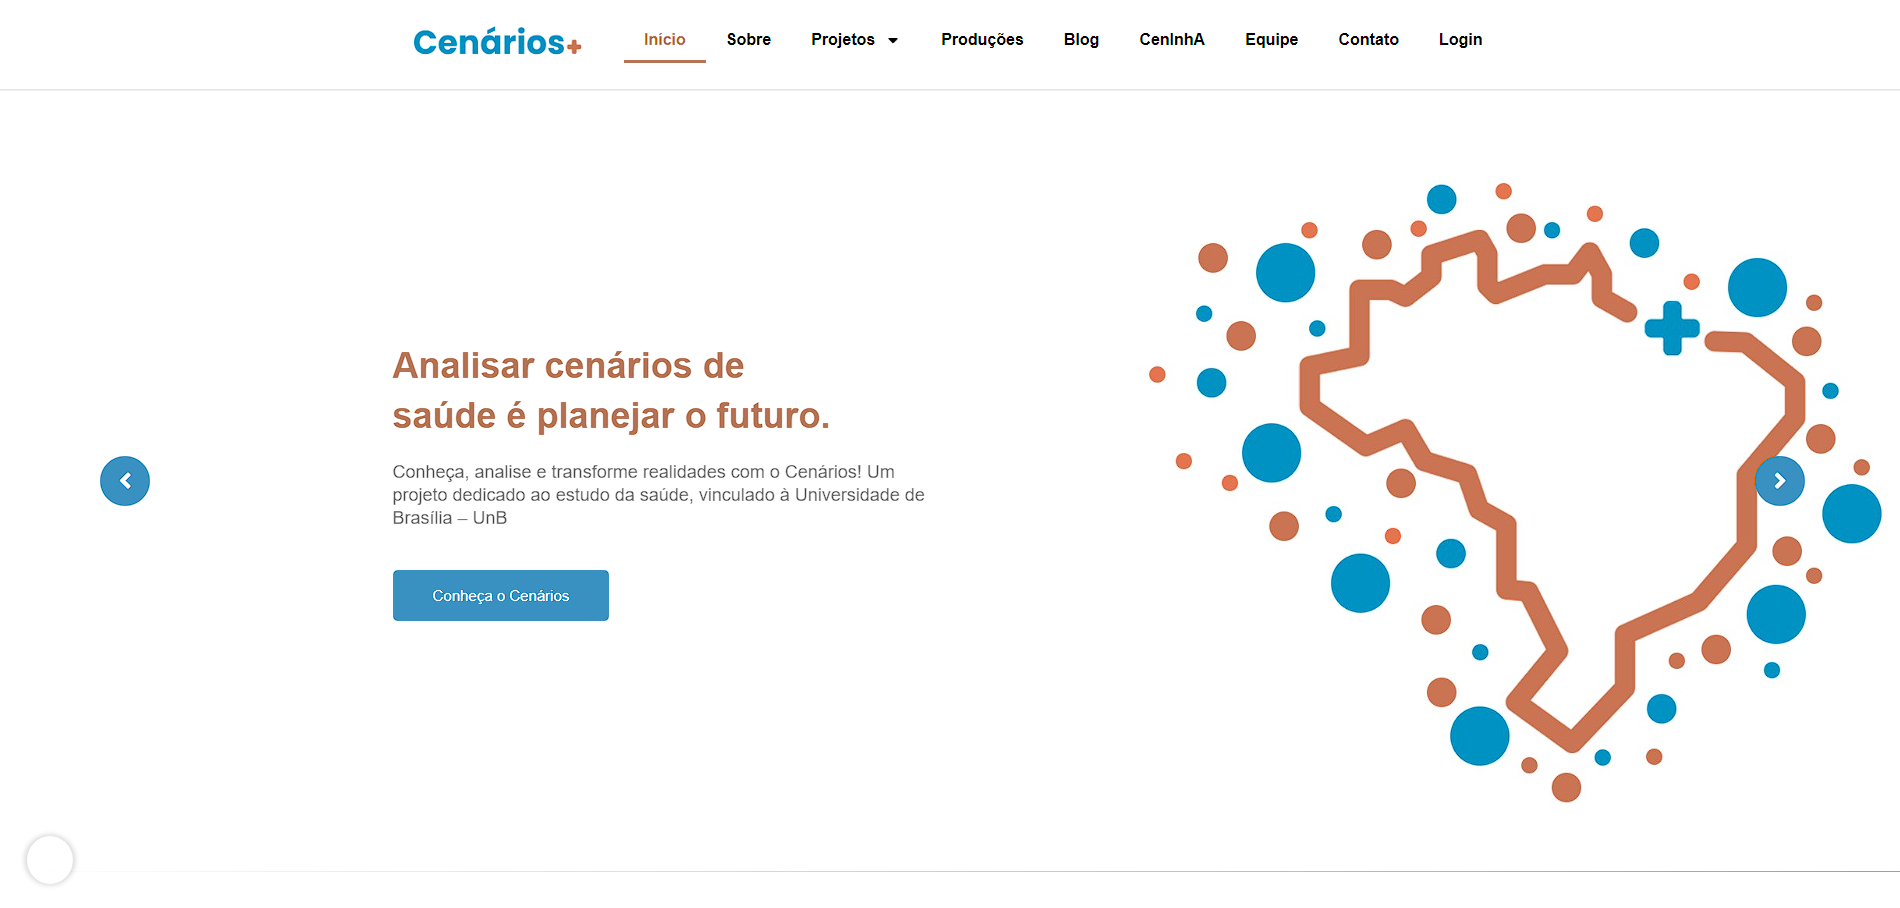 Cenários+
Início
Sobre
Projetos
Produções
Blog
CenInhA
Equipe
Contato
Login
Analisar cenários de
saúde é planejar o futuro.
Conheça, analise e transforme realidades com o Cenários! Um
projeto dedicado ao estudo da saúde, vinculado à Universidade de
Brasília – UnB
Conheça o Cenários